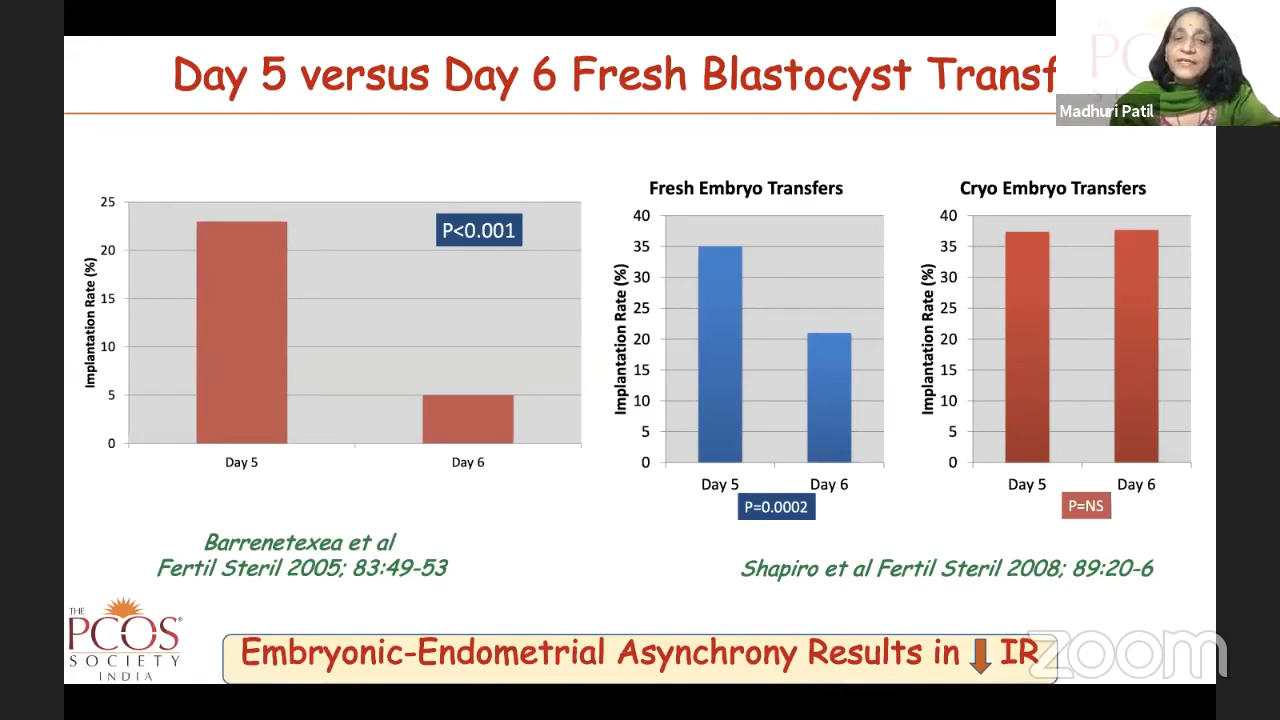 Day 5 versus Day 6 Fresh Blastocyst Transf
Madhuri Patil
25
20
15
10
5
0
Implantation Rate (%)
P<0.001
Day 5
Day 6
Fresh Embryo Transfers
40
35
30
25
20
15
10
5
0
Implantation Rate (%)
Day 5
Day 6
P=0.0002
Cryo Embryo Transfers
40
35
30
25
20
15
10
5
0
Implantation Rate (%)
Day 5
Day 6
P=NS
Barrenetexea et al
Fertil Steril 2005; 83:49-53
Shapiro et al Fertil Steril 2008; 89:20-6
THE
PCOS®
SOCIETY
INDIA
Embryonic-Endometrial Asynchrony Results in IR
zoom